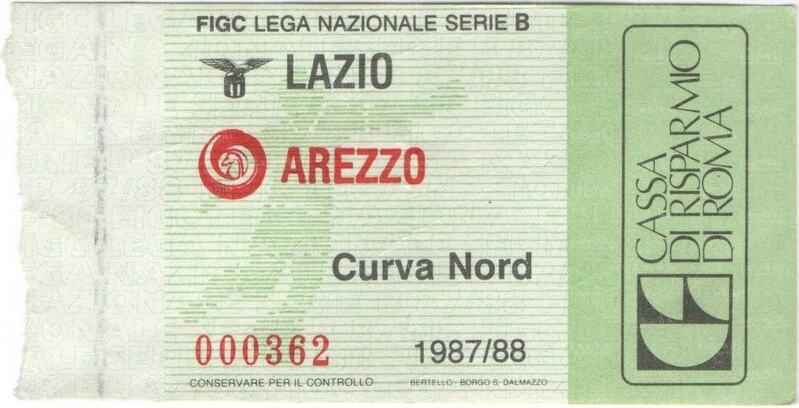 FIGC LEGA NAZIONALE SERIE B
LAZIO
AREZZO
Curva Nord
000362
1987/88
CONSERVARE PER IL CONTROLLO
BERTELLO - BORGO S. DALMAZZO
CASSA
DI RISPARMIO
DI ROMA